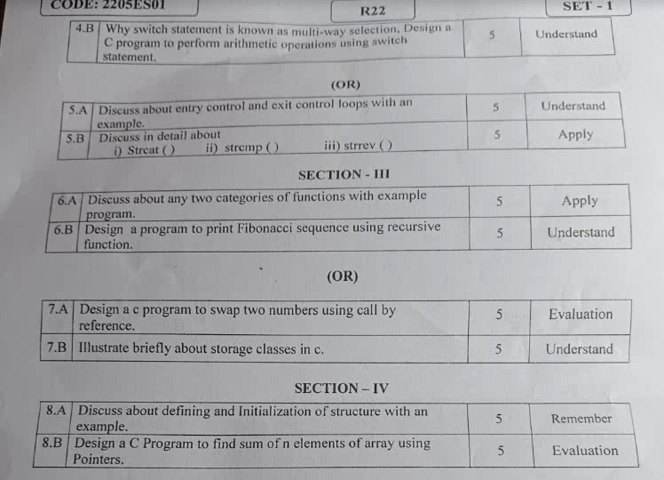 CODE: 2205ES01 R22 SET - 1
4.B Why switch statement is known as multi-way selection, Design a 5 Understand
C program to perform arithmetic operations using switch
statement.
(OR)
5.A Discuss about entry control and exit control loops with an 5 Understand
example.
5.B Discuss in detail about 5 Apply
i) Strcat ( ) ii) strcmp ( ) iii) strrev ( )
SECTION - III
6.A Discuss about any two categories of functions with example 5 Apply
program.
6.B Design a program to print Fibonacci sequence using recursive 5 Understand
function.
(OR)
7.A Design a c program to swap two numbers using call by 5 Evaluation
reference.
7.B Illustrate briefly about storage classes in c. 5 Understand
SECTION – IV
8.A Discuss about defining and Initialization of structure with an 5 Remember
example.
8.B Design a C Program to find sum of n elements of array using 5 Evaluation
Pointers.